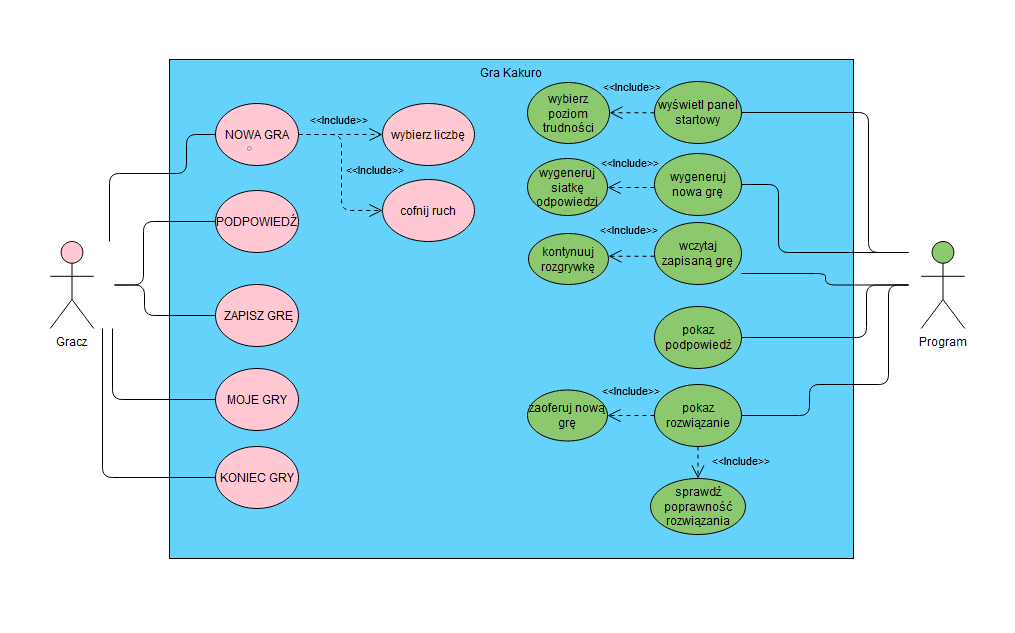 Gra Kakuro
NOWA GRA
<<Include>>
wybierz liczbę
<<Include>>
cofnij ruch
PODPOWIEDŹ
ZAPISZ GRĘ
MOJE GRY
KONIEC GRY
Gracz
wybierz
poziom
trudności
<<Include>>
wyświetl panel
startowy
wygeneruj
siatkę
odpowiedzi
<<Include>>
wygeneruj
nowa grę
kontynuuj
rozgrywkę
<<Include>>
wczytaj
zapisaną grę
pokaz
podpowiedź
zaoferuj nową
grę
<<Include>>
pokaz
rozwiązanie
<<Include>>
sprawdź
poprawność
rozwiązania
Program